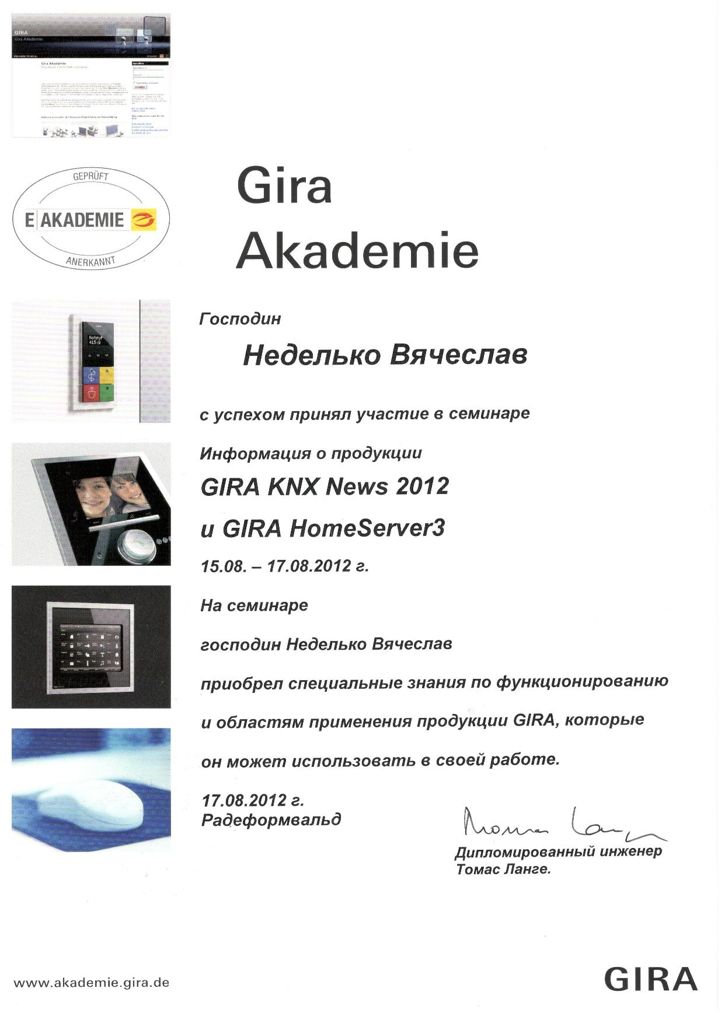 GIRA
Gira Akademie
Gira Akademie
GEPRÜFT
E AKADEMIE
ANERKANNT
Gira
Akademie
Господин
Неделько Вячеслав
с успехом принял участие в семинаре
Информация о продукции
GIRA KNX News 2012
и GIRA HomeServer3
15.08. – 17.08.2012 г.
На семинаре
господин Неделько Вячеслав
приобрел специальные знания по функционированию
и областям применения продукции GIRA, которые
он может использовать в своей работе.
17.08.2012 г.
Радеформвальд
Дипломированный инженер
Томас Ланге.
www.akademie.gira.de
GIRA